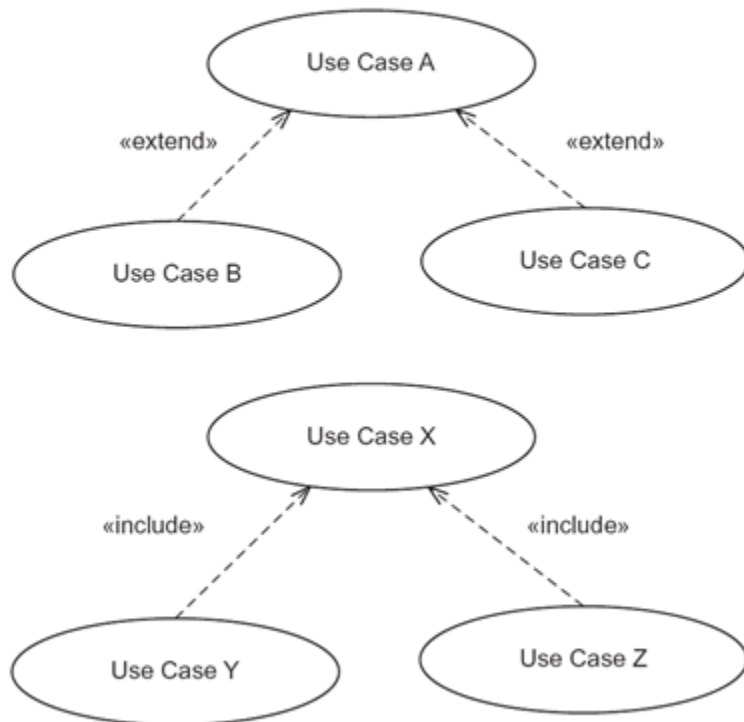 Use Case A
«extend»
«extend»
Use Case B
Use Case C
Use Case X
«include»
«include»
Use Case Y
Use Case Z